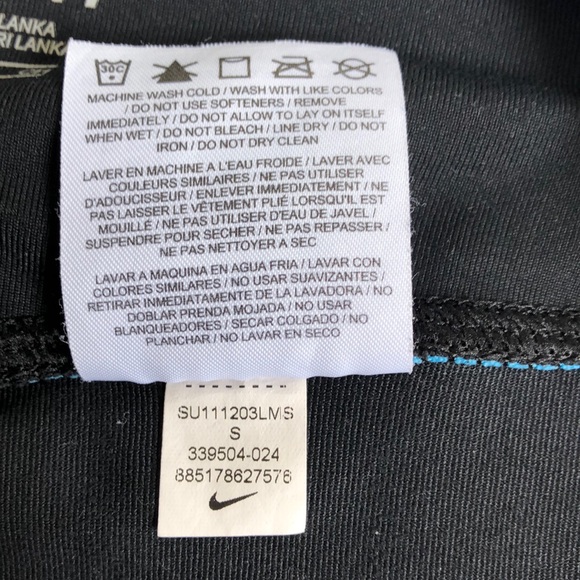 LANKA
RI LANKA
30C
MACHINE WASH COLD / WASH WITH LIKE COLORS
/ DO NOT USE SOFTENERS / REMOVE
IMMEDIATELY / DO NOT ALLOW TO LAY ON ITSELF
WHEN WET / DO NOT BLEACH / LINE DRY / DO NOT
IRON / DO NOT DRY CLEAN
LAVER EN MACHINE A L'EAU FROIDE / LAVER AVEC
COULEURS SIMILAIRES / NE PAS UTILISER
D'ADOUCISSEUR / ENLEVER IMMEDIATEMENT / NE
PAS LAISSER LE VÊTEMENT PLIÉ LORSQU'IL EST
MOUILLÉ / NE PAS UTILISER D'EAU DE JAVEL /
SUSPENDRE POUR SECHER / NE PAS REPASSER /
NE PAS NETTOYER A SEC
LAVAR A MAQUINA EN AGUA FRIA / LAVAR CON
COLORES SIMILARES / NO USAR SUAVIZANTES /
RETIRAR INMEDIATAMENTE DE LA LAVADORA / NO
DOBLAR PRENDA MOJADA / NO USAR
BLANQUEADORES / SECAR COLGADO / NO
PLANCHAR / NO LAVAR EN SECO
SU111203LMS
S
339504-024
885178627576